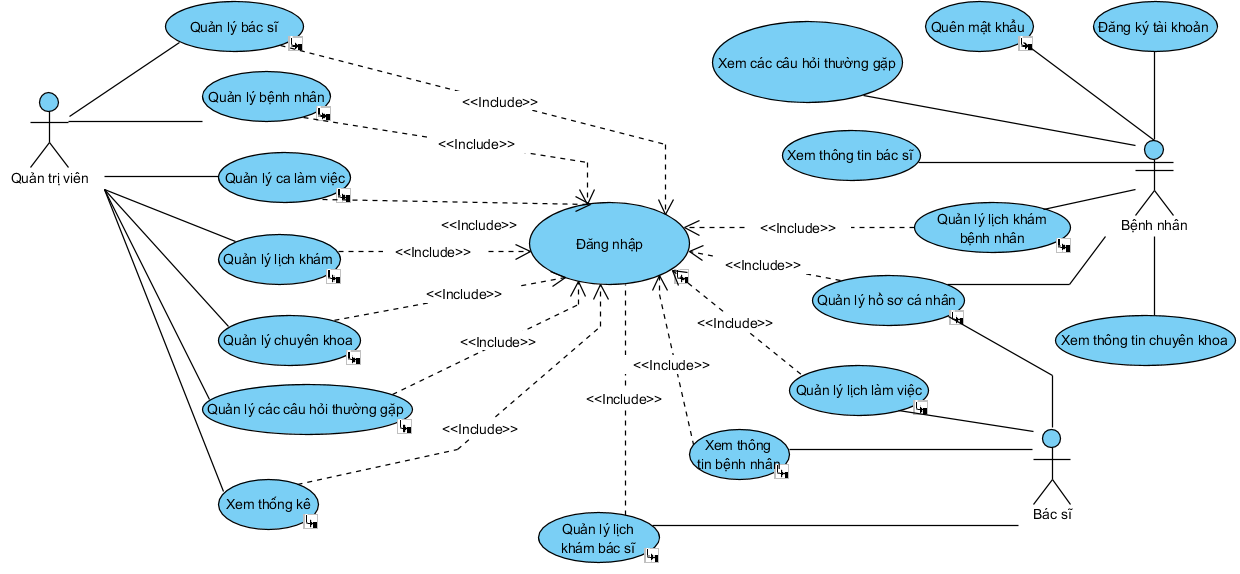 Quản lý bác sĩ
Quên mật khẩu
Đăng ký tài khoản
Xem các câu hỏi thường gặp
Quản lý bệnh nhân
<<Include>>
<<Include>>
Xem thông tin bác sĩ
Quản trị viên
Quản lý ca làm việc
Quản lý lịch khám
bệnh nhân
Bệnh nhân
<<Include>>
<<Include>>
Đăng nhập
Quản lý lịch khám
<<Include>>
<<Include>>
<<Include>>
Quản lý hồ sơ cá nhân
<<Include>>
Quản lý chuyên khoa
<<Include>>
Xem thông tin chuyên khoa
<<Include>>
Quản lý lịch làm việc
<<Include>>
Quản lý các câu hỏi thường gặp
<<Include>>
Xem thông
tin bệnh nhân
Xem thống kê
Bác sĩ
Quản lý lịch
khám bác sĩ